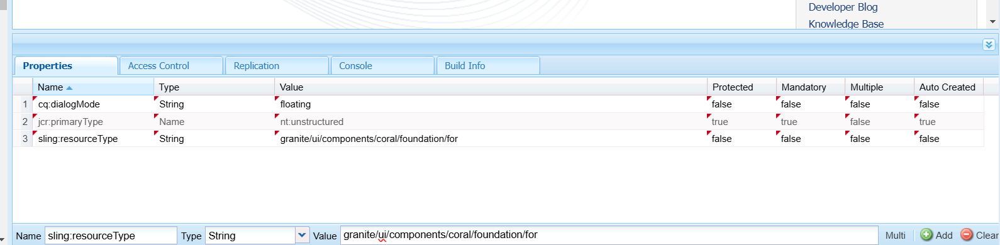 Developer Blog
Knowledge Base
Properties Access Control Replication Console Build Info
Name Type Value Protected Mandatory Multiple Auto Created
1 cq:dialogMode String floating false false false false
2 jcr:primaryType Name nt:unstructured true true false true
3 sling:resourceType String granite/ui/components/coral/foundation/for false false false false
Name sling:resourceType Type String Value granite/ui/components/coral/foundation/for Multi Add Clear